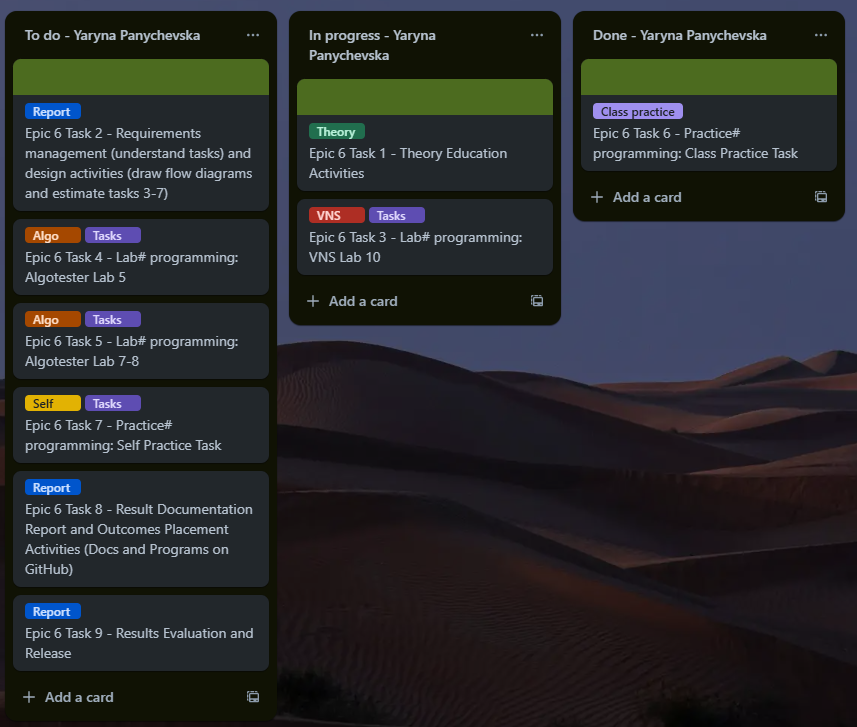 To do - Yaryna Panychevska
Report
Epic 6 Task 2 - Requirements
management (understand tasks) and
design activities (draw flow diagrams
and estimate tasks 3-7)
Algo Tasks
Epic 6 Task 4 - Lab# programming:
Algotester Lab 5
Algo Tasks
Epic 6 Task 5 - Lab# programming:
Algotester Lab 7-8
Self Tasks
Epic 6 Task 7 - Practice#
programming: Self Practice Task
Report
Epic 6 Task 8 - Result Documentation
Report and Outcomes Placement
Activities (Docs and Programs on
GitHub)
Report
Epic 6 Task 9 - Results Evaluation and
Release
+ Add a card
In progress - Yaryna
Panychevska
Theory
Epic 6 Task 1 - Theory Education
Activities
VNS Tasks
Epic 6 Task 3 - Lab# programming:
VNS Lab 10
+ Add a card
Done - Yaryna Panychevska
Class practice
Epic 6 Task 6 - Practice#
programming: Class Practice Task
+ Add a card